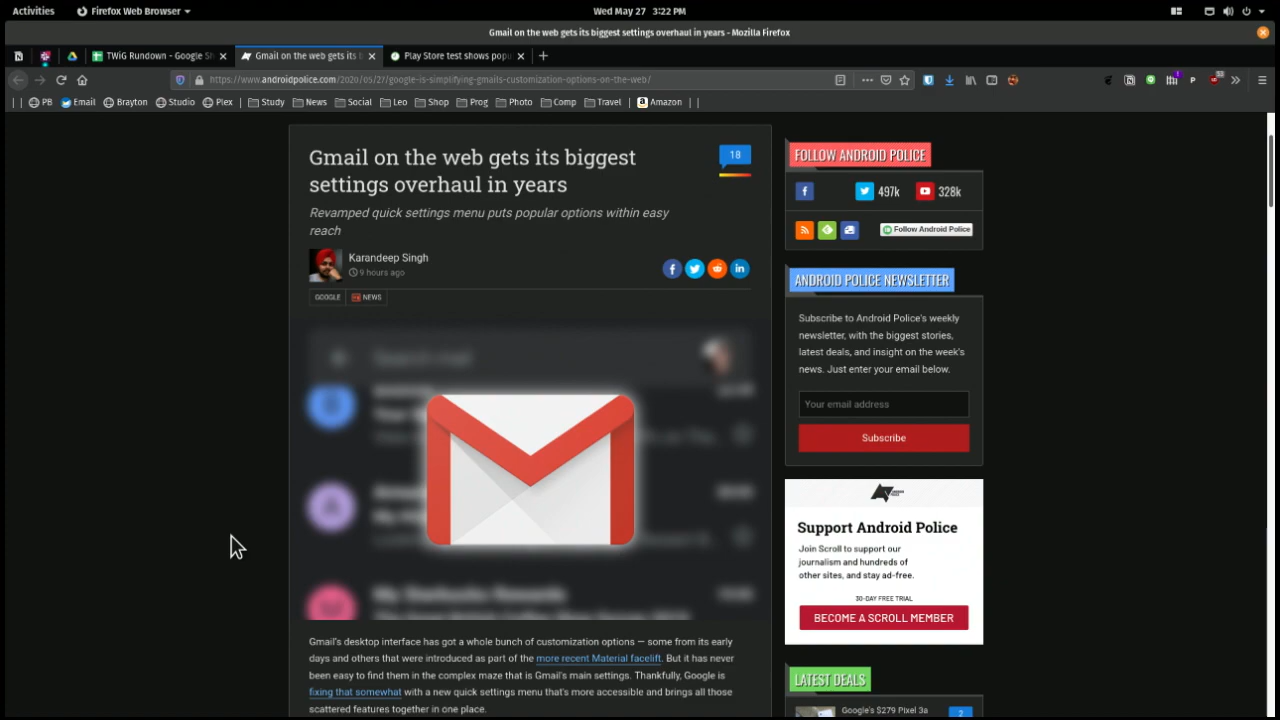 Activities
Firefox Web Browser
Wed May 27 3:22 PM
Gmail on the web gets its biggest settings overhaul in years - Mozilla Firefox
TWiG Rundown - Google Sh
Gmail on the web gets its b
Play Store test shows popu
https://www.androidpolice.com/2020/05/27/google-is-simplifying-gmails-customization-options-on-the-web/
PB
Email
Brayton
Studio
Plex
Study
News
Social
Leo
Shop
Prog
Photo
Comp
Travel
Amazon
Gmail on the web gets its biggest
settings overhaul in years
18
Revamped quick settings menu puts popular options within easy
reach
Karandeep Singh
9 hours ago
GOOGLE
NEWS
Search mail
My Starbucks Rewards
Gmail's desktop interface has got a whole bunch of customization options — some from its early
days and others that were introduced as part of the more recent Material facelift. But it has never
been easy to find them in the complex maze that is Gmail's main settings. Thankfully, Google is
fixing that somewhat with a new quick settings menu that's more accessible and brings all those
scattered features together in one place.
FOLLOW ANDROID POLICE
497k
328k
Follow Android Police
ANDROID POLICE NEWSLETTER
Subscribe to Android Police's weekly
newsletter, with the biggest stories,
latest deals, and insight on the week's
news. Just enter your email below.
Your email address
Subscribe
Support Android Police
Join Scroll to support our
journalism and hundreds of
other sites, and stay ad-free.
30-DAY FREE TRIAL
BECOME A SCROLL MEMBER
LATEST DEALS
Google's $279 Pixel 3a
2